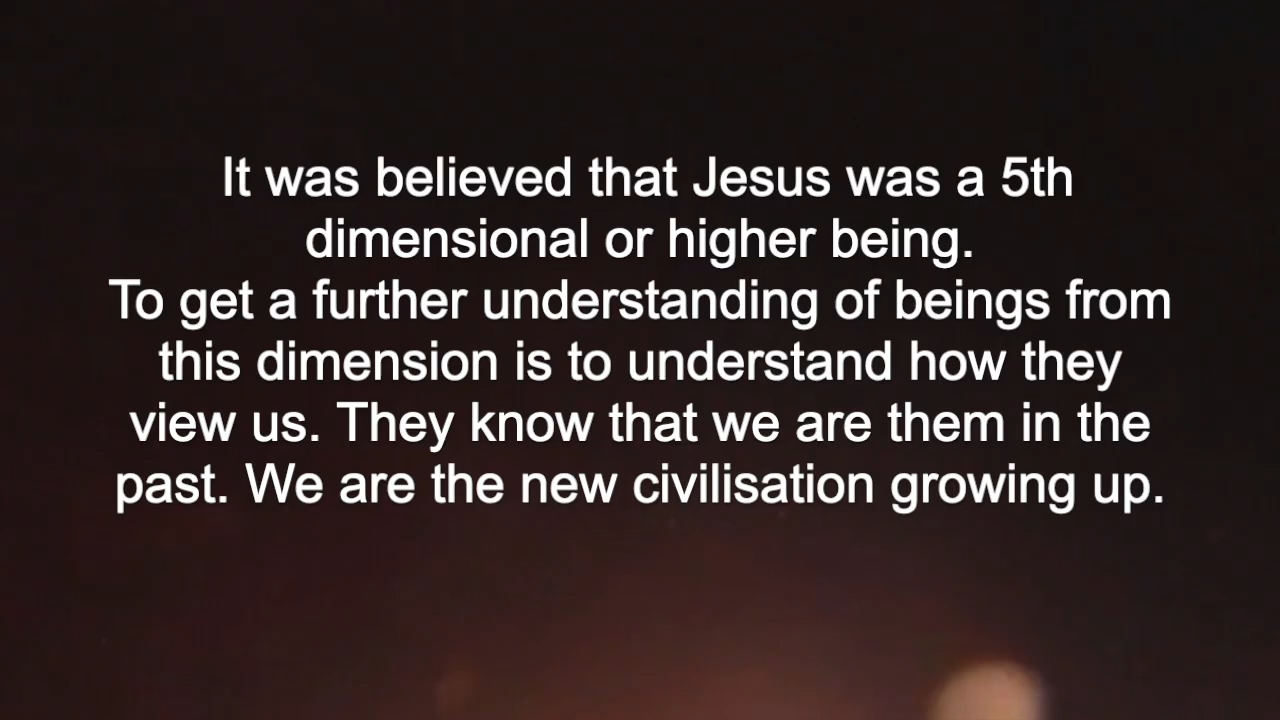 It was believed that Jesus was a 5th
dimensional or higher being.
To get a further understanding of beings from
this dimension is to understand how they
view us. They know that we are them in the
past. We are the new civilisation growing up.